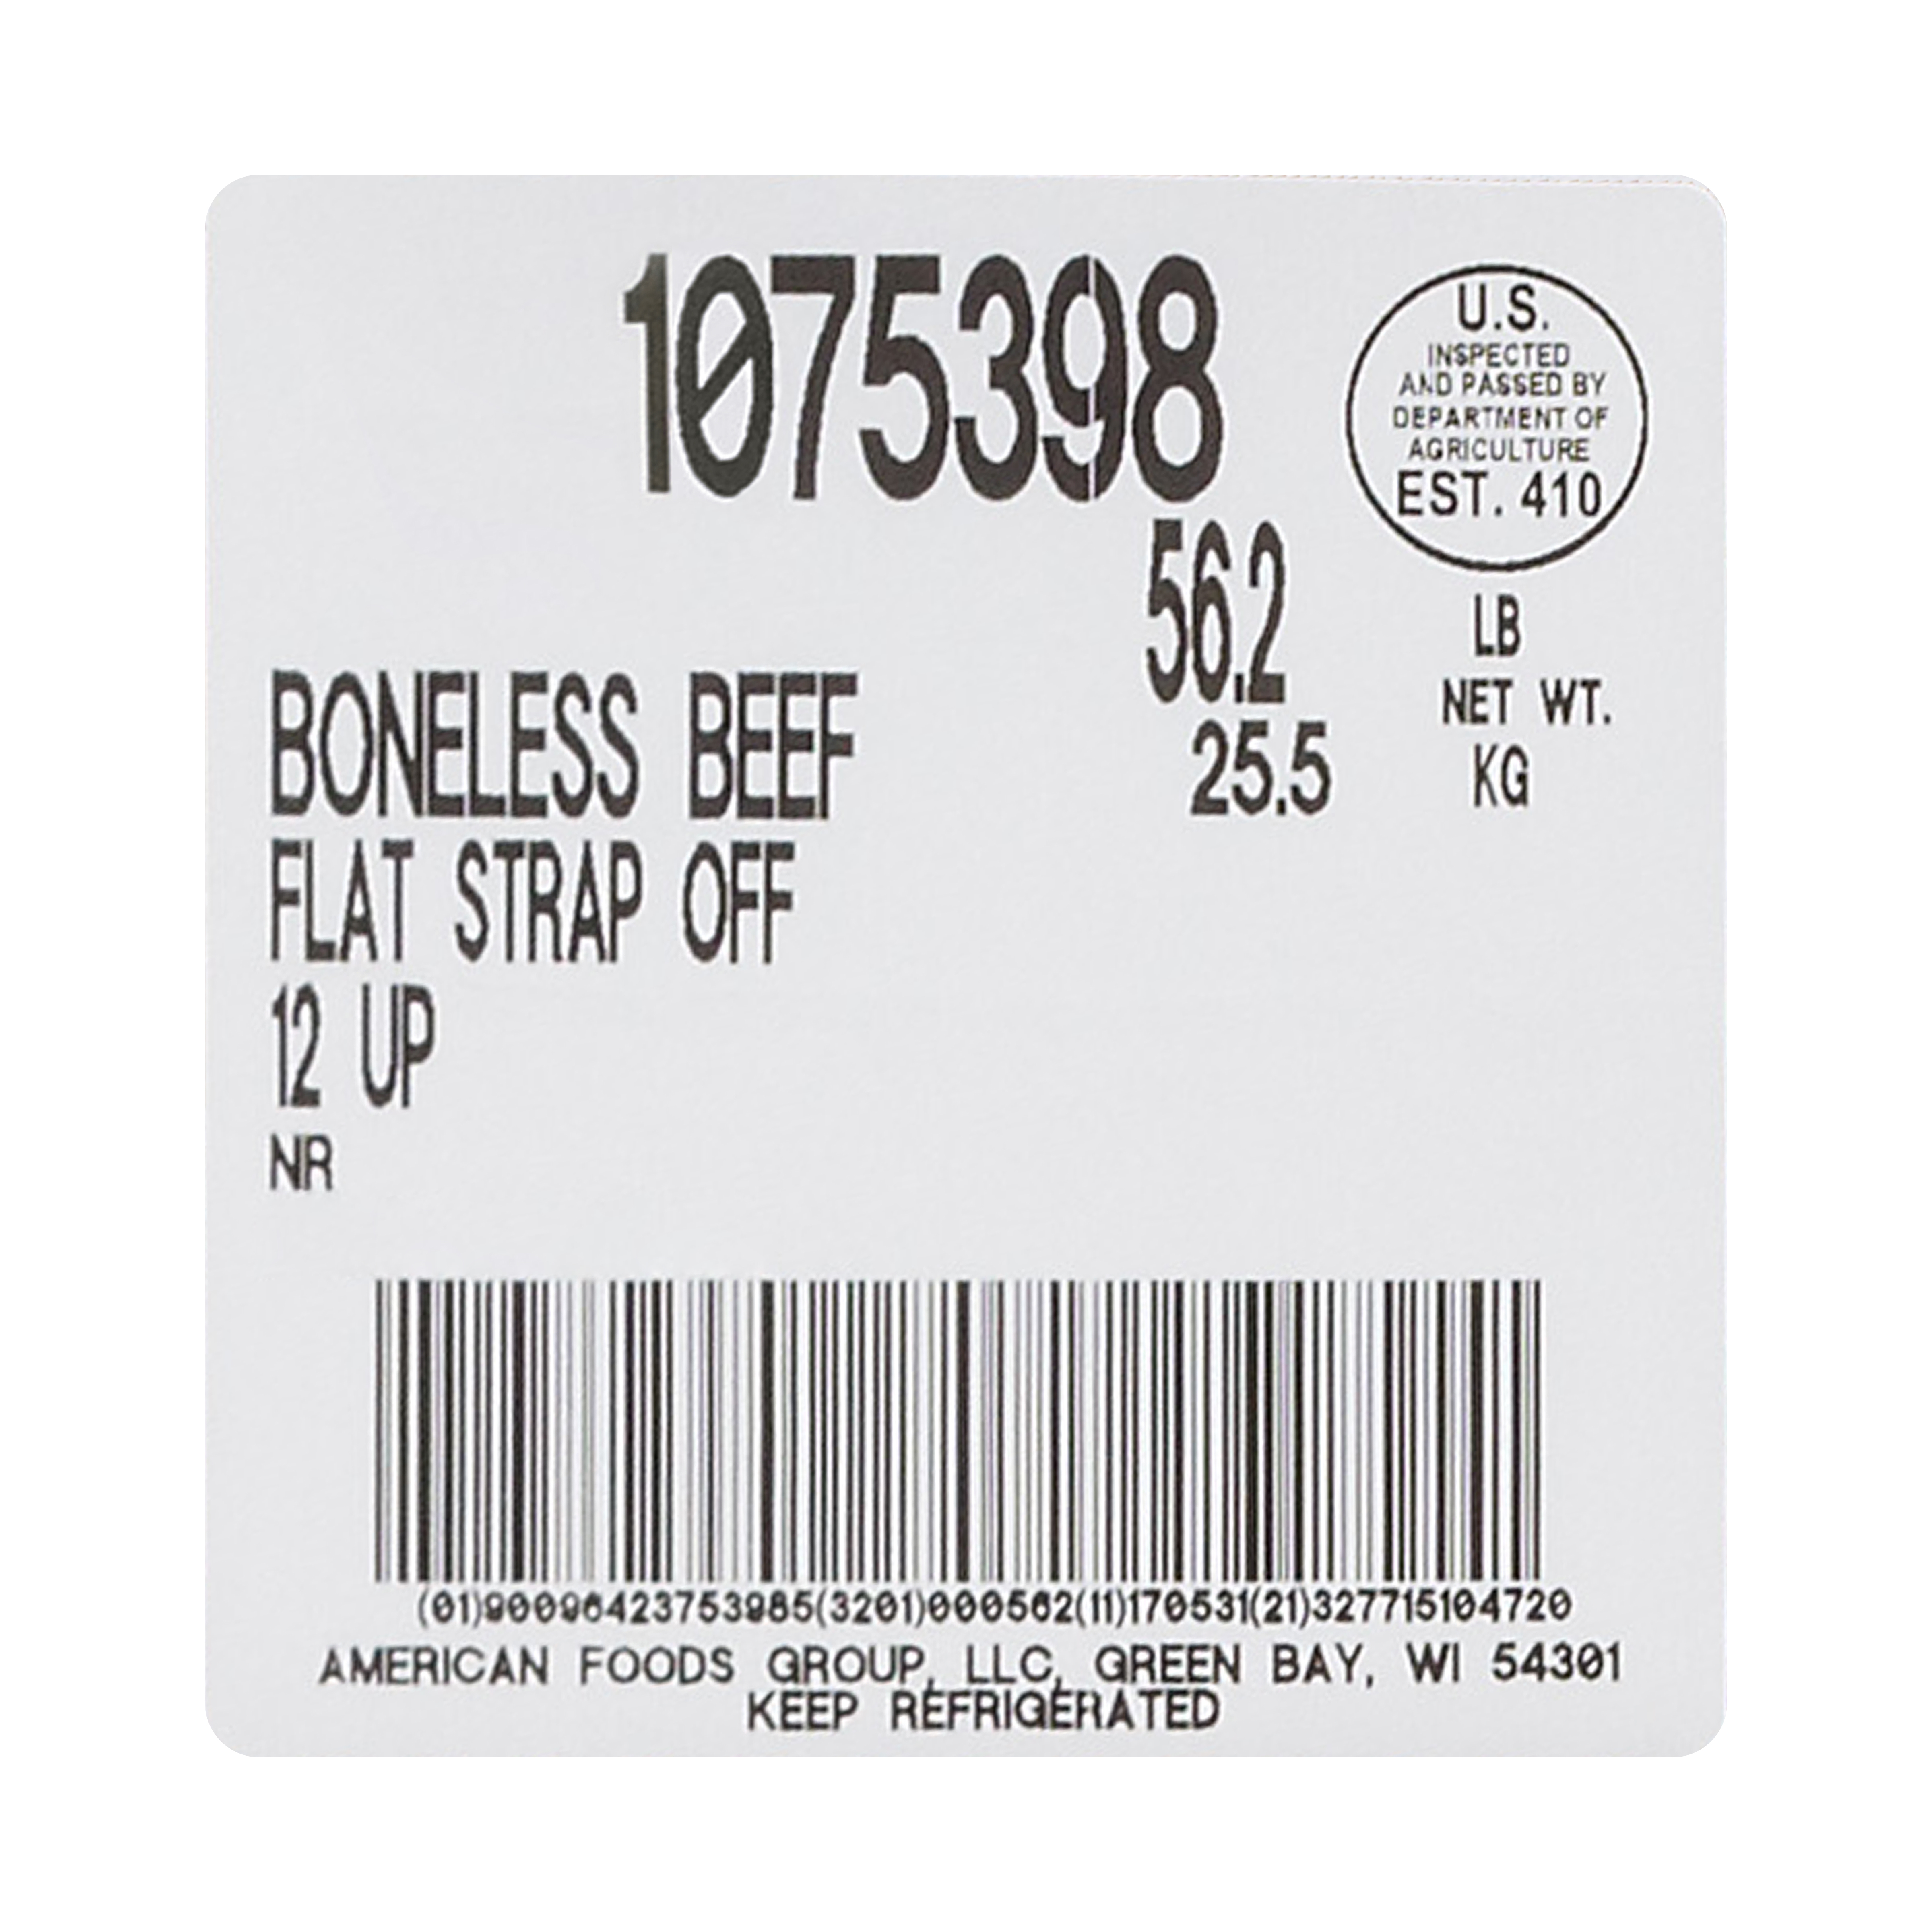 1075398
U.S.
INSPECTED
AND PASSED BY
DEPARTMENT OF
AGRICULTURE
EST. 410
56.2
LB
NET WT.
25.5
KG
BONELESS BEEF
FLAT STRAP OFF
12 UP
NR
(01)90096423753985(3201)000562(11)170531(21)327715104720
AMERICAN FOODS GROUP, LLC, GREEN BAY, WI 54301
KEEP REFRIGERATED